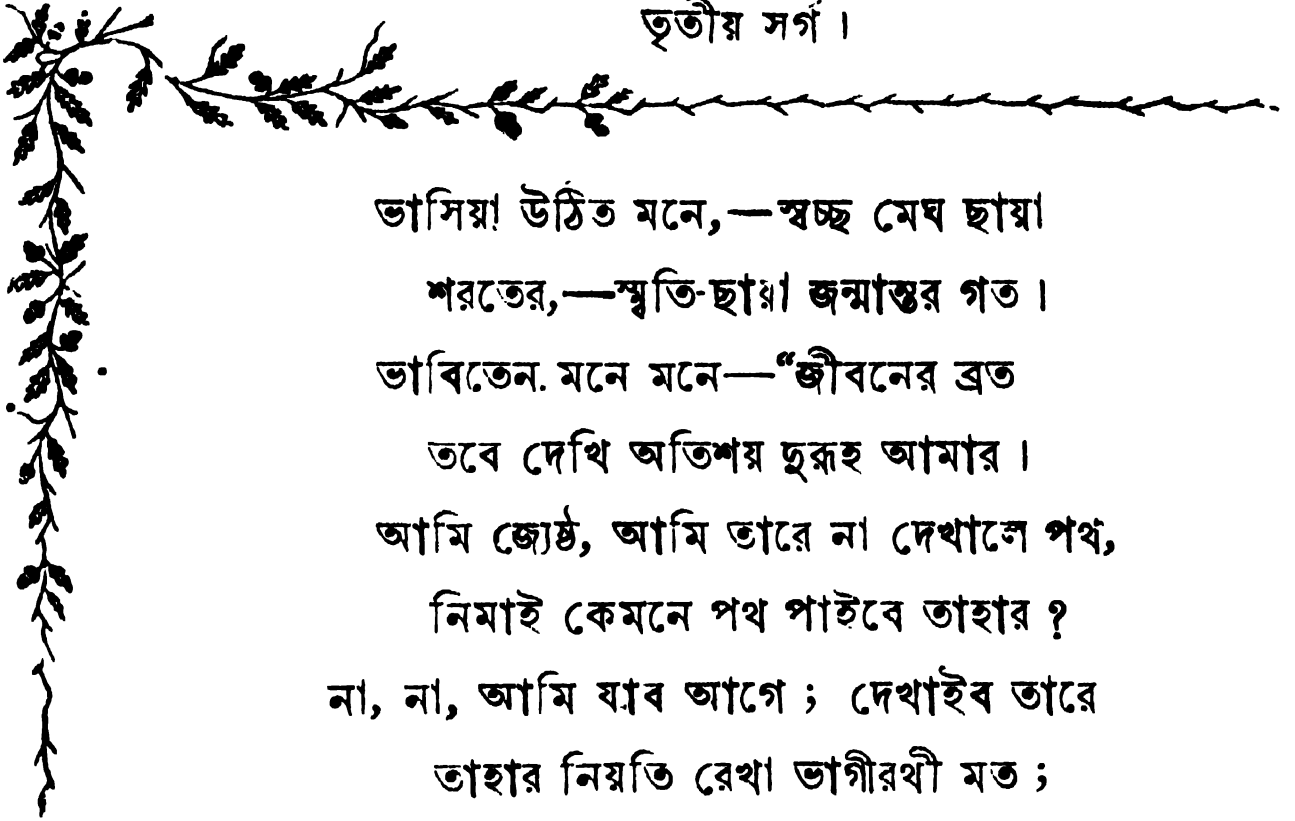 তৃতীয় সর্গ ।
ভাসিয়া উঠিত মনে,—স্বচ্ছ মেঘ ছায়া
শরতের,—স্মৃতি-ছায়া জন্মান্তর গত ।
ভাবিতেন মনে মনে—“জীবনের ব্রত
তবে দেখি অতিশয় দুরূহ আমার ।
আমি জ্যেষ্ঠ, আমি তারে না দেখালে পথ,
নিমাই কেমনে পথ পাইবে তাহার ?
না, না, আমি যাব আগে ; দেখাইব তারে
তাহার নিয়তি রেখা ভাগীরথী মত ;